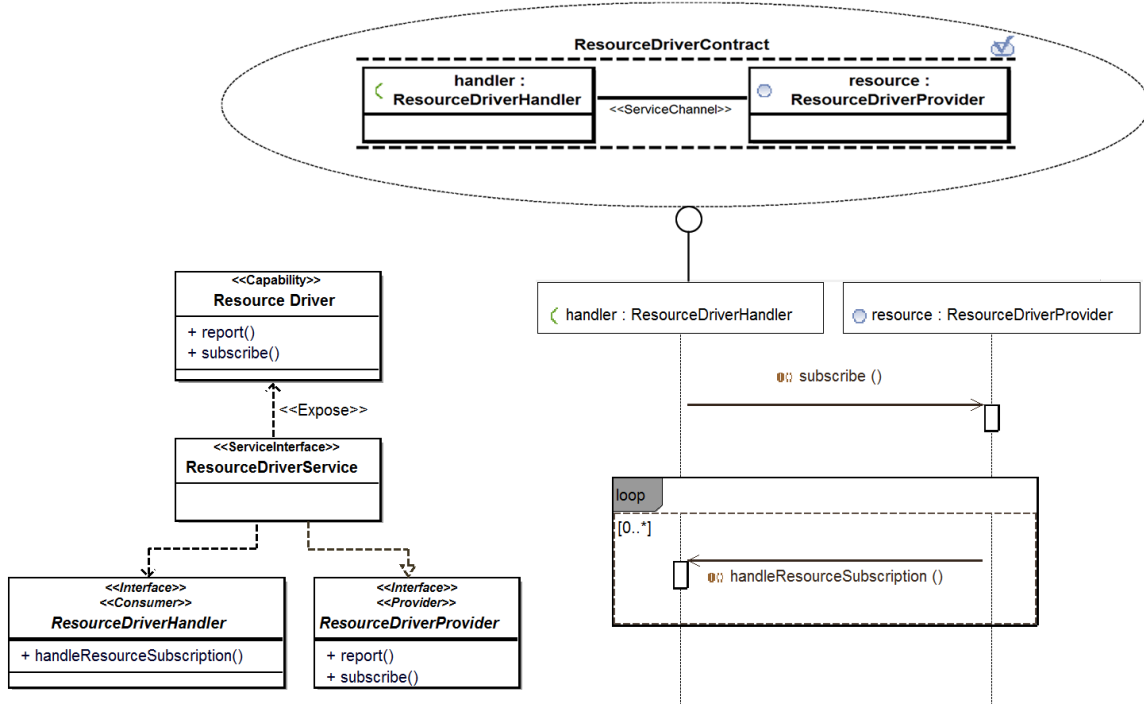 ResourceDriverContract
handler :
ResourceDriverHandler
<<ServiceChannel>>
resource :
ResourceDriverProvider
<<Capability>>
Resource Driver
+ report()
+ subscribe()
<<Expose>>
<<ServiceInterface>>
ResourceDriverService
<<Interface>>
<<Consumer>>
ResourceDriverHandler
+ handleResourceSubscription()
<<Interface>>
<<Provider>>
ResourceDriverProvider
+ report()
+ subscribe()
handler : ResourceDriverHandler
resource : ResourceDriverProvider
subscribe ()
loop
[0..*]
handleResourceSubscription ()